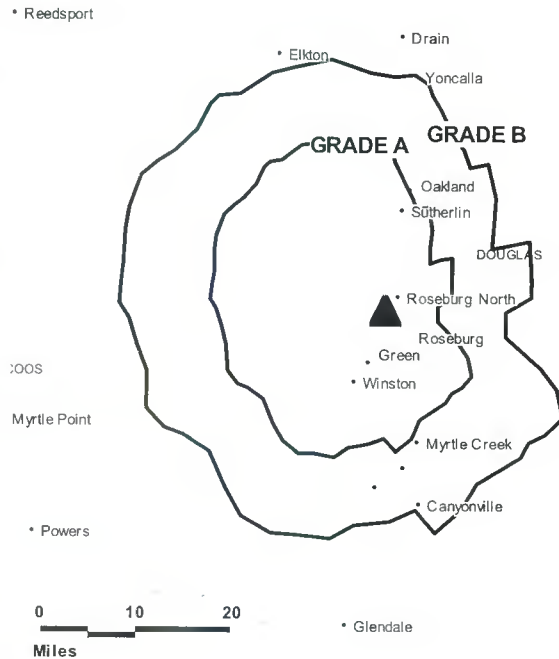 Reedsport
Drain
Elkton
Yoncalla
GRADE A
GRADE B
Oakland
Sutherlin
DOUGLAS
Roseburg North
Roseburg
Green
COOS
Winston
Myrtle Point
Myrtle Creek
Canyonville
Powers
0 10 20
Glendale
Miles